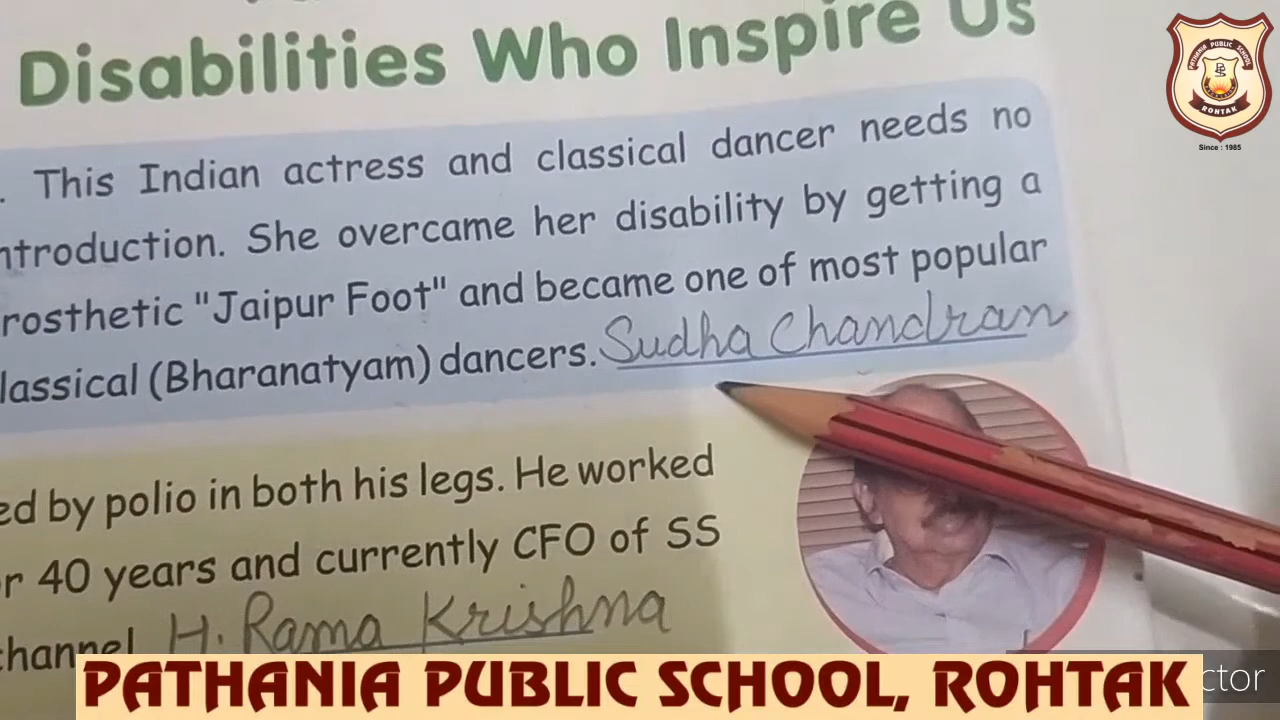 Disabilities Who Inspire Us
. This Indian actress and classical dancer needs no
ntroduction. She overcame her disability by getting a
rosthetic "Jaipur Foot" and became one of most popular
lassical (Bharanatyam) dancers. Sudha Chandran
ed by polio in both his legs. He worked
r 40 years and currently CFO of SS
channel H. Rama Krishna
PATHANIA PUBLIC SCHOOL
ROHTAK
Since : 1985
PATHANIA PUBLIC SCHOOL, ROHTAK
ctor